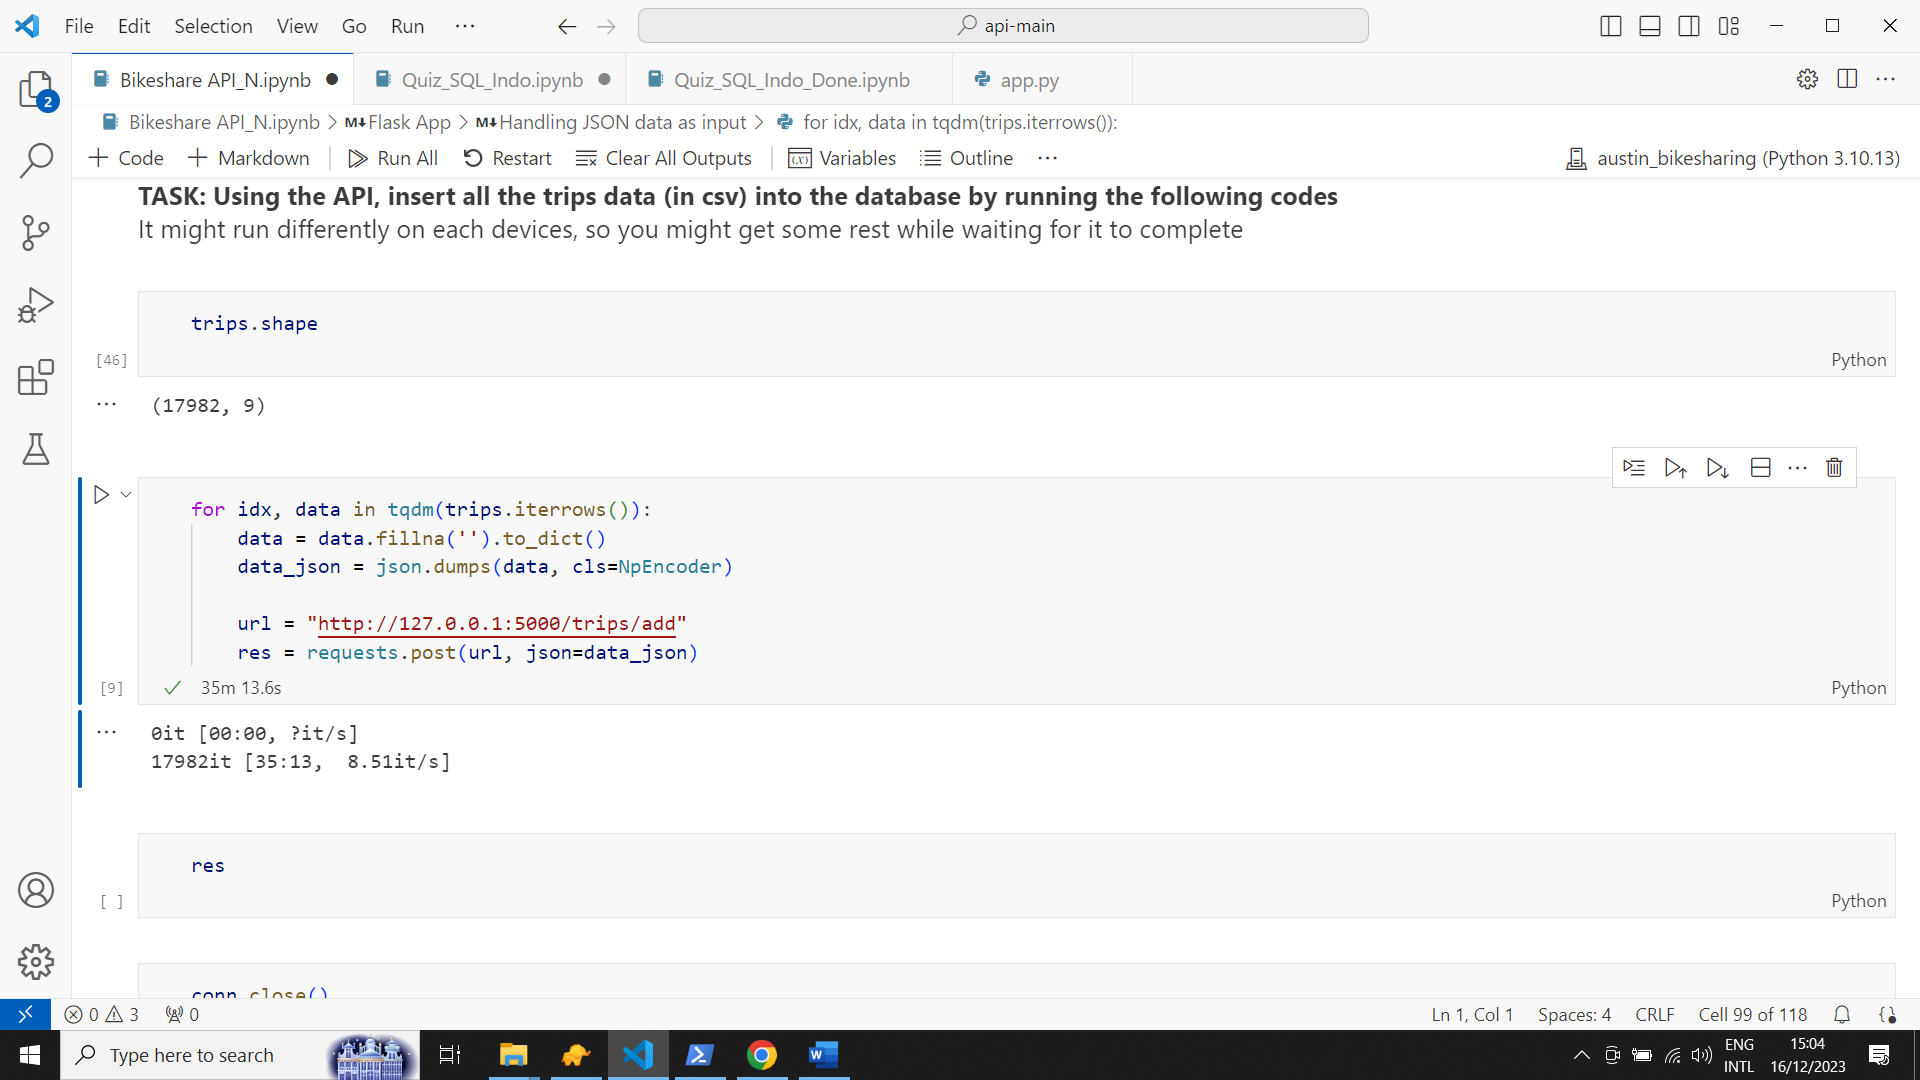 File Edit Selection View Go Run ···
api-main
Bikeshare API_N.ipynb Quiz_SQL_Indo.ipynb Quiz_SQL_Indo_Done.ipynb app.py
2
Bikeshare API_N.ipynb > M↓Flask App > M↓Handling JSON data as input > for idx, data in tqdm(trips.iterrows()):
Code Markdown Run All Restart Clear All Outputs Variables Outline ··· austin_bikesharing (Python 3.10.13)
TASK: Using the API, insert all the trips data (in csv) into the database by running the following codes
It might run differently on each devices, so you might get some rest while waiting for it to complete
trips.shape
[46] Python
(17982, 9)
for idx, data in tqdm(trips.iterrows()):
data = data.fillna('').to_dict()
data_json = json.dumps(data, cls=NpEncoder)
url = "http://127.0.0.1:5000/trips/add"
res = requests.post(url, json=data_json)
[9] 35m 13.6s Python
0it [00:00, ?it/s]
17982it [35:13,  8.51it/s]
res
[ ] Python
conn.close()
0 3 0 Ln 1, Col 1 Spaces: 4 CRLF Cell 99 of 118
Type here to search
ENG 15:04
INTL 16/12/2023